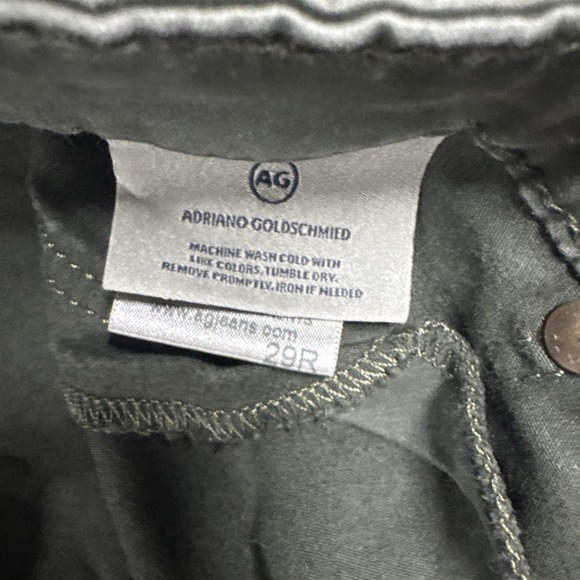 AG
ADRIANO GOLDSCHMIED
MACHINE WASH COLD WITH
LIKE COLORS. TUMBLE DRY.
REMOVE PROMPTLY. IRON IF NEEDED
www.agjeans.com
29R